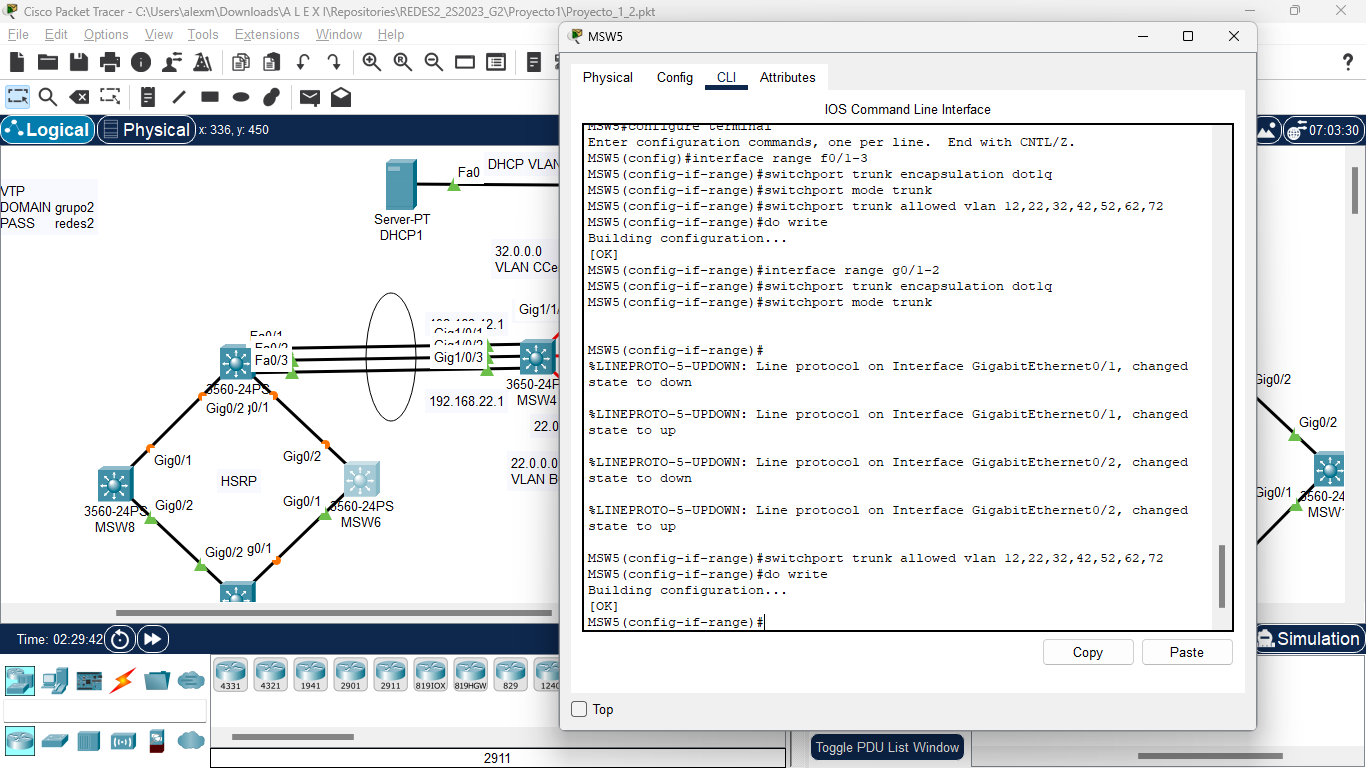 Cisco Packet Tracer - C:\Users\alexm\Downloads\A L E X I\Repositories\REDES2_2S2023_G2\Proyecto1\Proyecto_1_2.pkt
File Edit Options View Tools Extensions Window Help
Logical Physical x: 336, y: 450
07:03:30
VTP
DOMAIN grupo2
PASS redes2
Fa0
DHCP VLAN
Server-PT
DHCP1
32.0.0.0
VLAN CCe
Gig1/1/
Fa0/1
Fa0/2
Fa0/3
Gig1/0/1
Gig1/0/2
Gig1/0/3
3560-24PS
Gig0/2
3650-24P
MSW4
192.168.22.1
22.0
22.0.0.0
VLAN B
Gig0/1
Gig0/2
HSRP
3560-24PS
MSW8
Gig0/2
Gig0/1
3560-24PS
MSW6
Gig0/2
Gig0/2
Gig0/1
Time: 02:29:42
Simulation
4331
4321
1941
2901
2911
819IOX
819HGW
829
1240
2911
Toggle PDU List Window
MSW5
Physical Config CLI Attributes
IOS Command Line Interface
MSW5#configure terminal
Enter configuration commands, one per line. End with CNTL/Z.
MSW5(config)#interface range f0/1-3
MSW5(config-if-range)#switchport trunk encapsulation dot1q
MSW5(config-if-range)#switchport mode trunk
MSW5(config-if-range)#switchport trunk allowed vlan 12,22,32,42,52,62,72
MSW5(config-if-range)#do write
Building configuration...
[OK]
MSW5(config-if-range)#interface range g0/1-2
MSW5(config-if-range)#switchport trunk encapsulation dot1q
MSW5(config-if-range)#switchport mode trunk
MSW5(config-if-range)#
%LINEPROTO-5-UPDOWN: Line protocol on Interface GigabitEthernet0/1, changed
state to down
%LINEPROTO-5-UPDOWN: Line protocol on Interface GigabitEthernet0/1, changed
state to up
%LINEPROTO-5-UPDOWN: Line protocol on Interface GigabitEthernet0/2, changed
state to down
%LINEPROTO-5-UPDOWN: Line protocol on Interface GigabitEthernet0/2, changed
state to up
MSW5(config-if-range)#switchport trunk allowed vlan 12,22,32,42,52,62,72
MSW5(config-if-range)#do write
Building configuration...
[OK]
MSW5(config-if-range)#
Copy Paste
Top